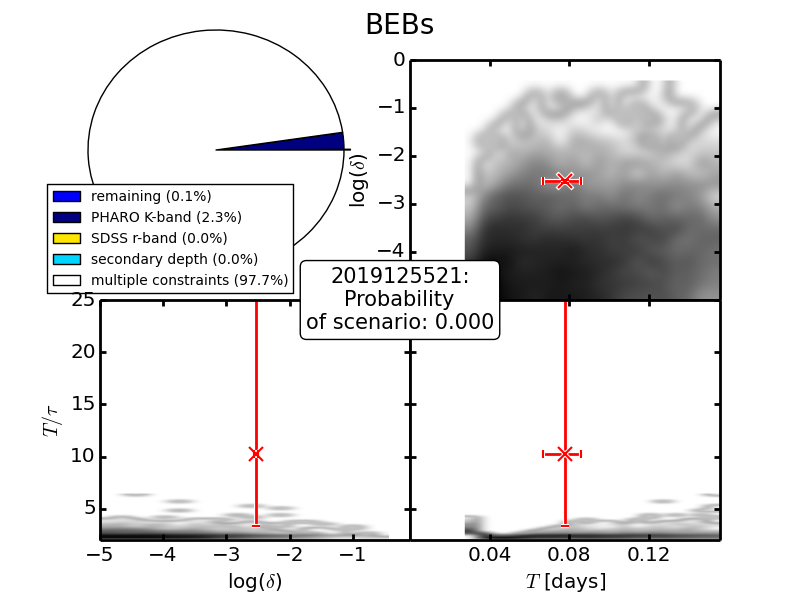 BEBs
remaining (0.1%)
PHARO K-band (2.3%)
SDSS r-band (0.0%)
secondary depth (0.0%)
multiple constraints (97.7%)
log(δ)
0
−1
−2
−3
−4
2019125521:
Probability
of scenario: 0.000
T/τ
25
20
15
10
5
−5 −4 −3 −2 −1
log(δ)
0.04 0.08 0.12
T [days]